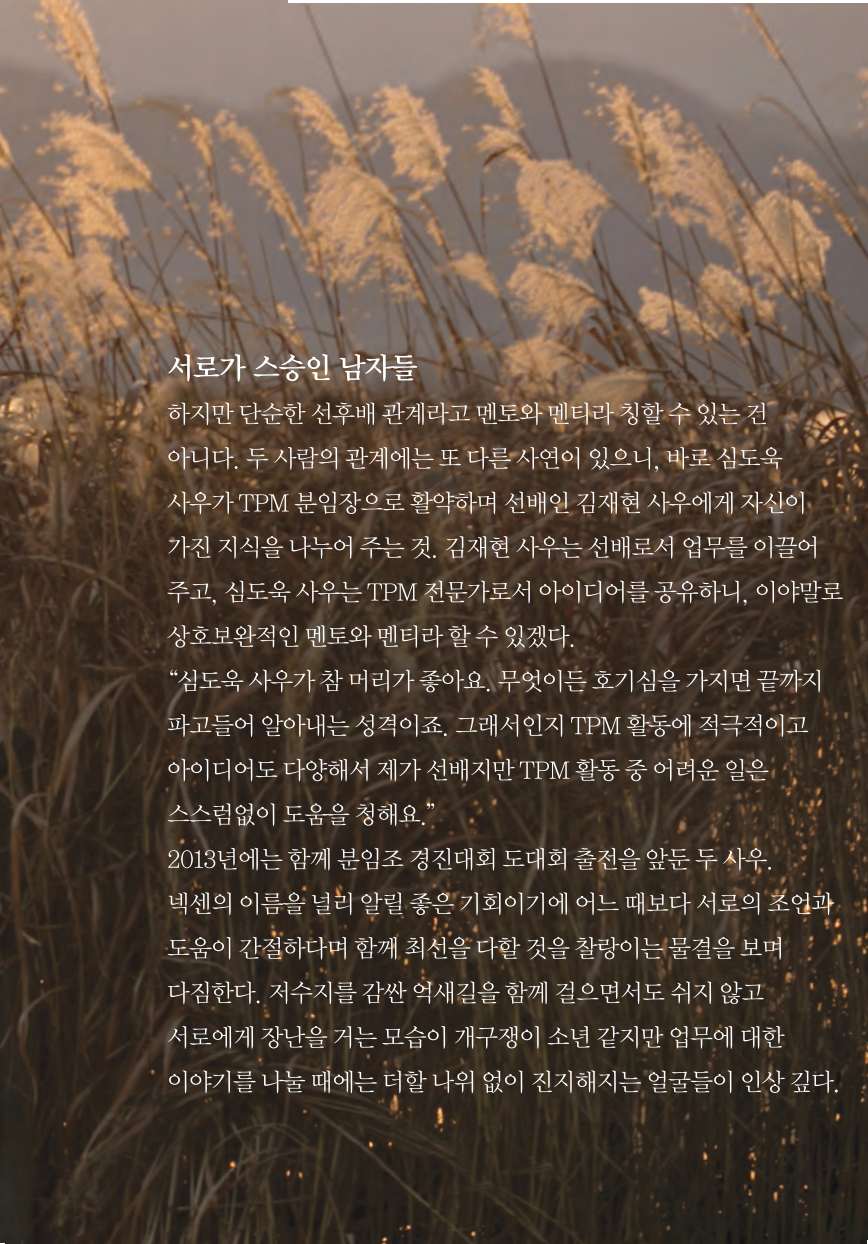 서로가 스승인 남자들
하지만 단순한 선후배 관계라고 멘토와 멘티라 칭할 수 있는 건
아니다. 두 사람의 관계에는 또 다른 사연이 있으니, 바로 심도욱
사우가 TPM 분임장으로 활약하며 선배인 김재현 사우에게 자신이
가진 지식을 나누어 주는 것. 김재현 사우는 선배로서 업무를 이끌어
주고, 심도욱 사우는 TPM 전문가로서 아이디어를 공유하니, 이야말로
상호보완적인 멘토와 멘티라 할 수 있겠다.
“심도욱 사우가 참 머리가 좋아요. 무엇이든 호기심을 가지면 끝까지
파고들어 알아내는 성격이죠. 그래서인지 TPM 활동에 적극적이고
아이디어도 다양해서 제가 선배지만 TPM 활동 중 어려운 일은
스스럼없이 도움을 청해요.”
2013년에는 함께 분임조 경진대회 도대회 출전을 앞둔 두 사우.
넥센의 이름을 널리 알릴 좋은 기회이기에 어느 때보다 서로의 조언과
도움이 간절하다며 함께 최선을 다할 것을 찰랑이는 물결을 보며
다짐한다. 저수지를 감싼 억새길을 함께 걸으면서도 쉬지 않고
서로에게 장난을 거는 모습이 개구쟁이 소년 같지만 업무에 대한
이야기를 나눌 때에는 더할 나위 없이 진지해지는 얼굴들이 인상 깊다.